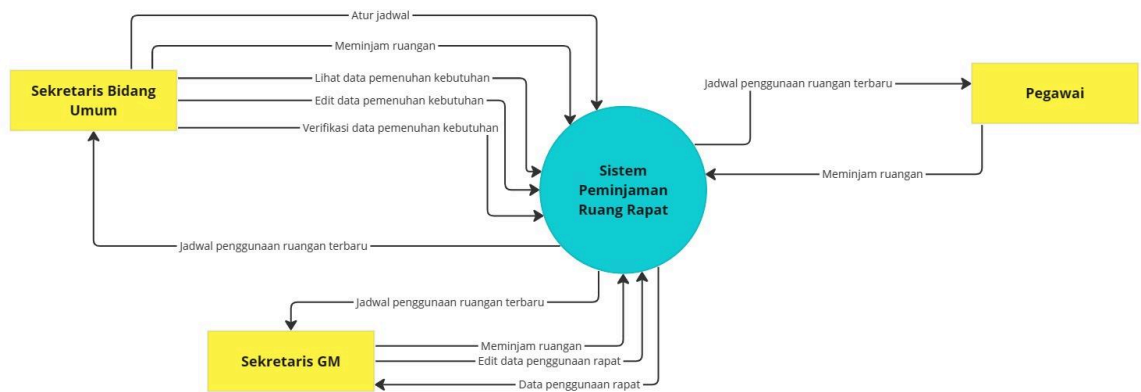 Atur jadwal
Meminjam ruangan
Lihat data pemenuhan kebutuhan
Edit data pemenuhan kebutuhan
Verifikasi data pemenuhan kebutuhan
Sekretaris Bidang
Umum
Jadwal penggunaan ruangan terbaru
Pegawai
Meminjam ruangan
Sistem
Peminjaman
Ruang Rapat
Jadwal penggunaan ruangan terbaru
Jadwal penggunaan ruangan terbaru
Sekretaris GM
Meminjam ruangan
Edit data penggunaan rapat
Data penggunaan rapat